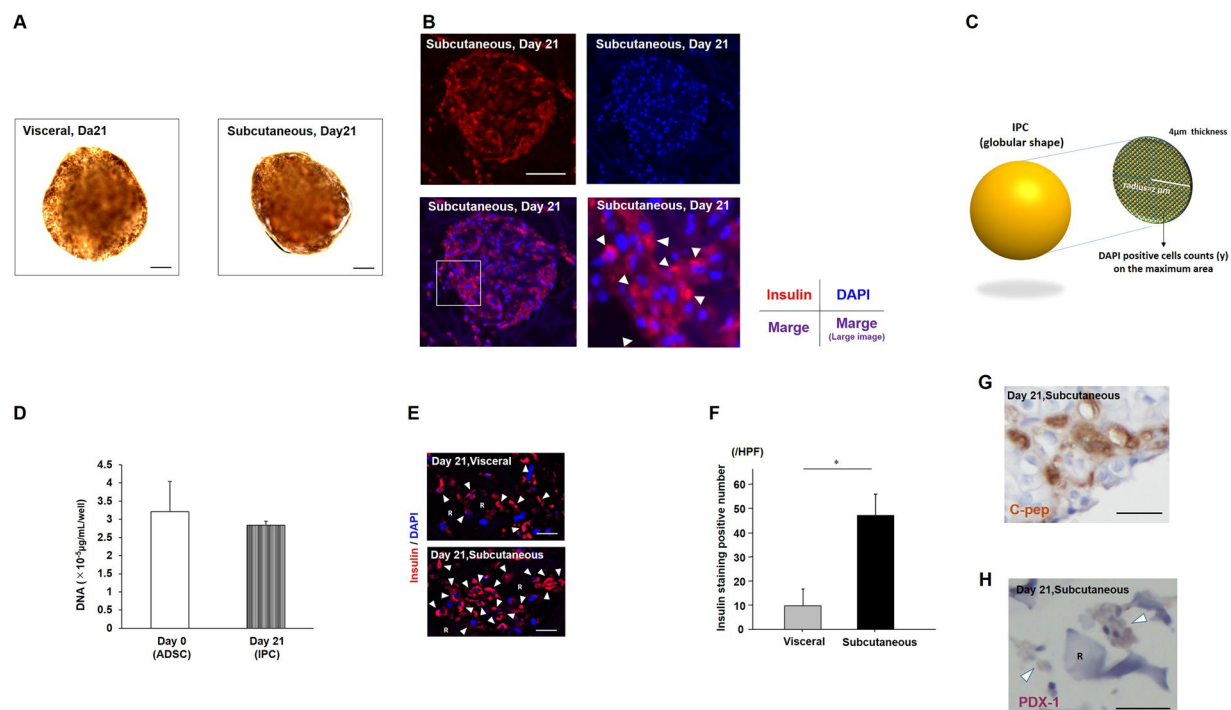 A
Visceral, Da21
Subcutaneous, Day21
B
Subcutaneous, Day 21
Subcutaneous, Day 21
Subcutaneous, Day 21
Subcutaneous, Day 21
Insulin
DAPI
Marge
Marge
(Large image)
C
IPC
(globular shape)
4μm thickness
radius=z μm
DAPI positive cells counts (y)
on the maximum area
D
DNA (×10⁻⁵μg/mL/well)
4.5
4
3.5
3
2.5
2
1.5
1
0.5
0
Day 0
(ADSC)
Day 21
(IPC)
E
Insulin / DAPI
Day 21,Visceral
R
R
Day 21,Subcutaneous
R
R
F
(/HPF)
Insulin staining positive number
60
50
40
30
20
10
0
*
Visceral
Subcutaneous
G
Day 21,Subcutaneous
C-pep
H
Day 21,Subcutaneous
R
PDX-1